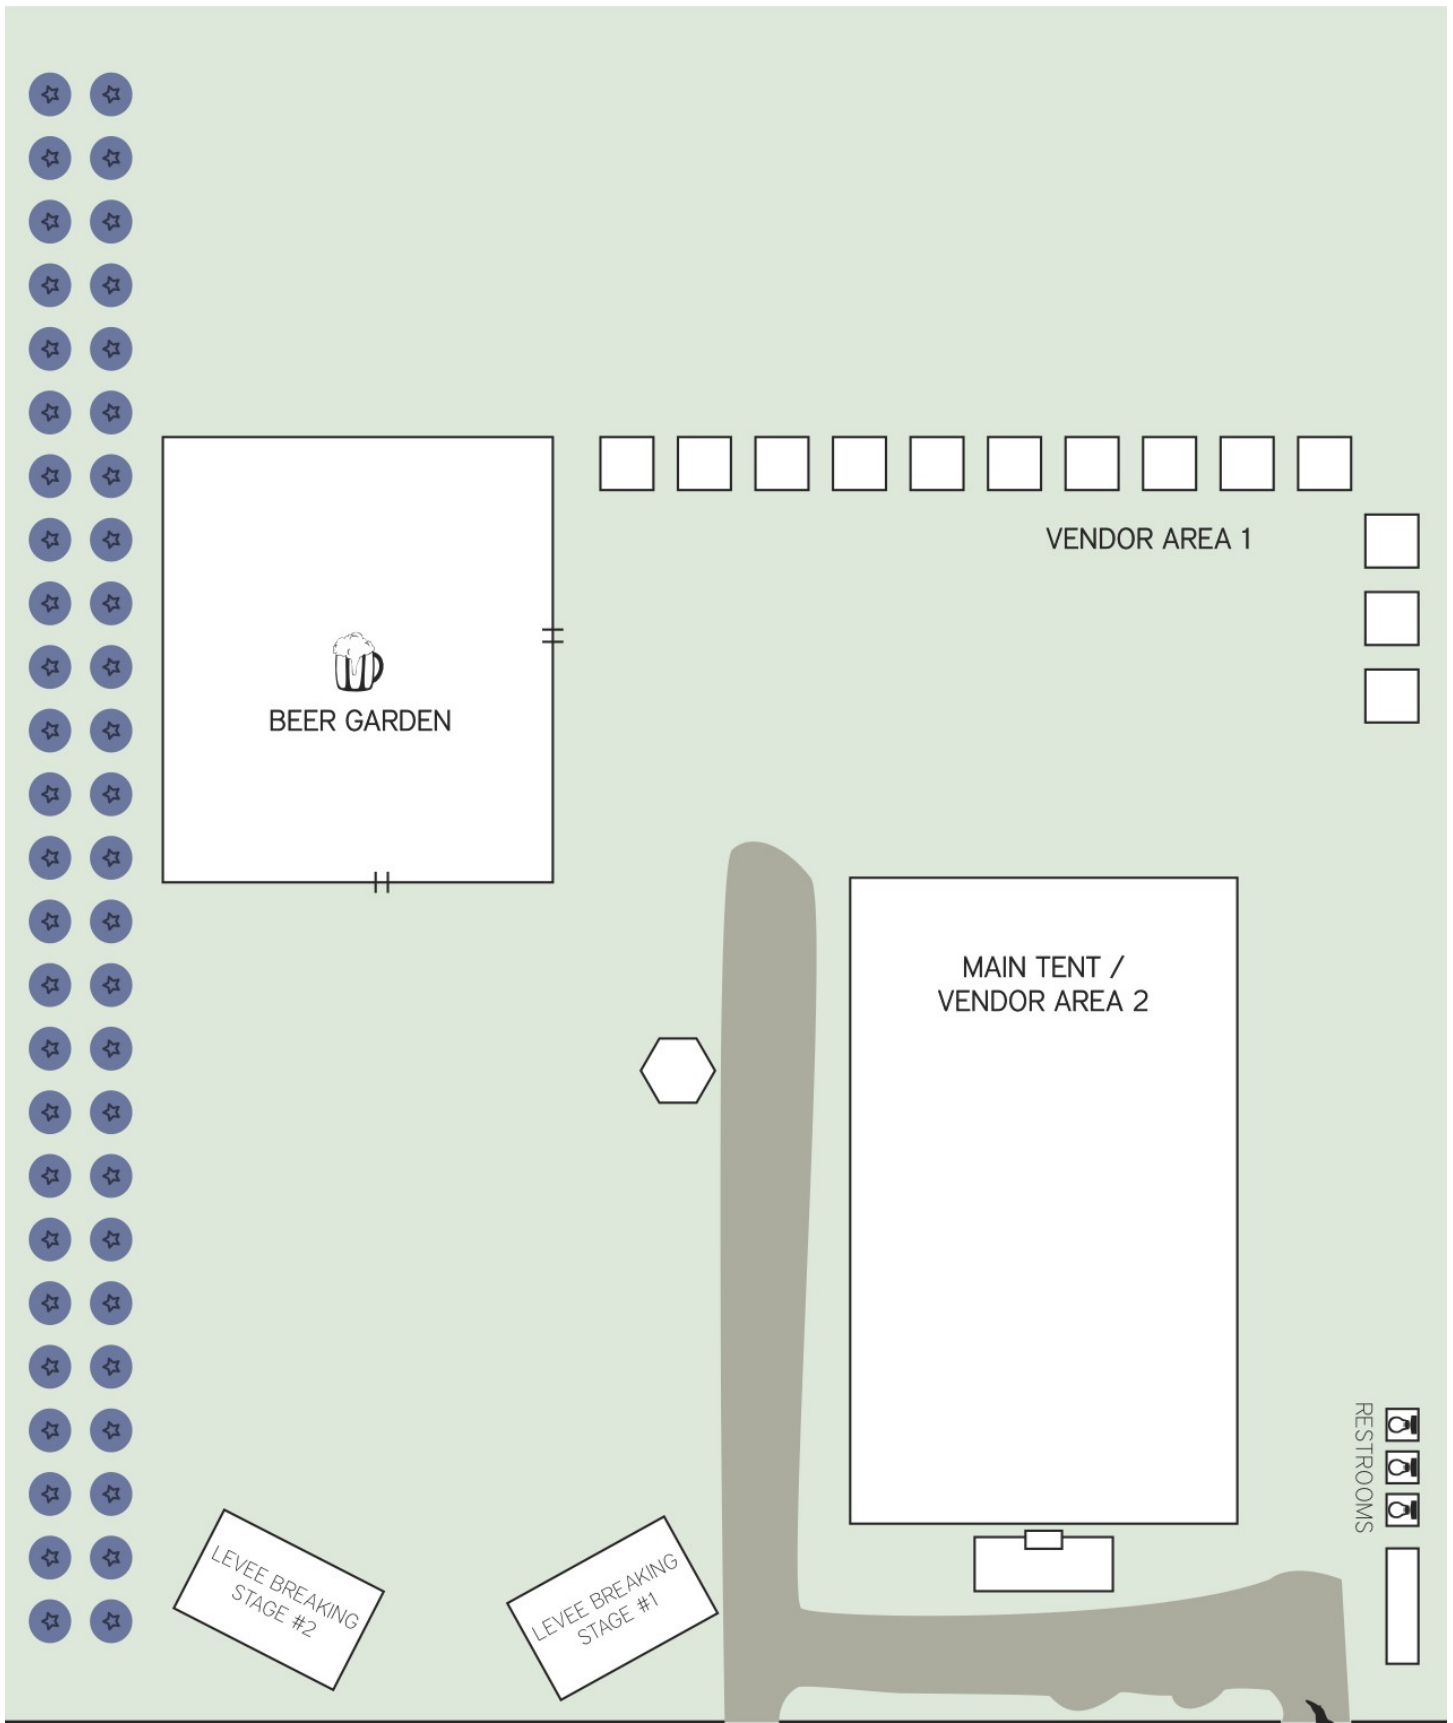 VENDOR AREA 1
BEER GARDEN
MAIN TENT /
VENDOR AREA 2
RESTROOMS
LEVEE BREAKING
STAGE #2
LEVEE BREAKING
STAGE #1